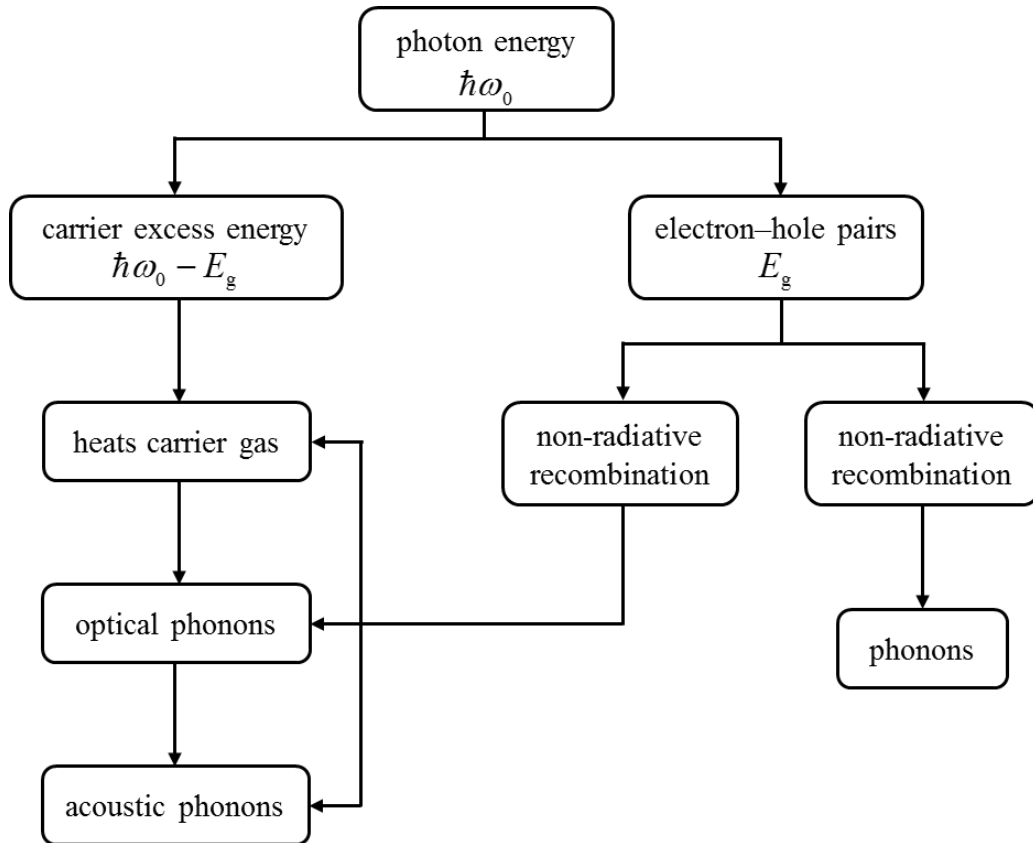 photon energy
ħω₀
carrier excess energy
ħω₀ − E_g
electron–hole pairs
E_g
heats carrier gas
non-radiative
recombination
non-radiative
recombination
optical phonons
phonons
acoustic phonons